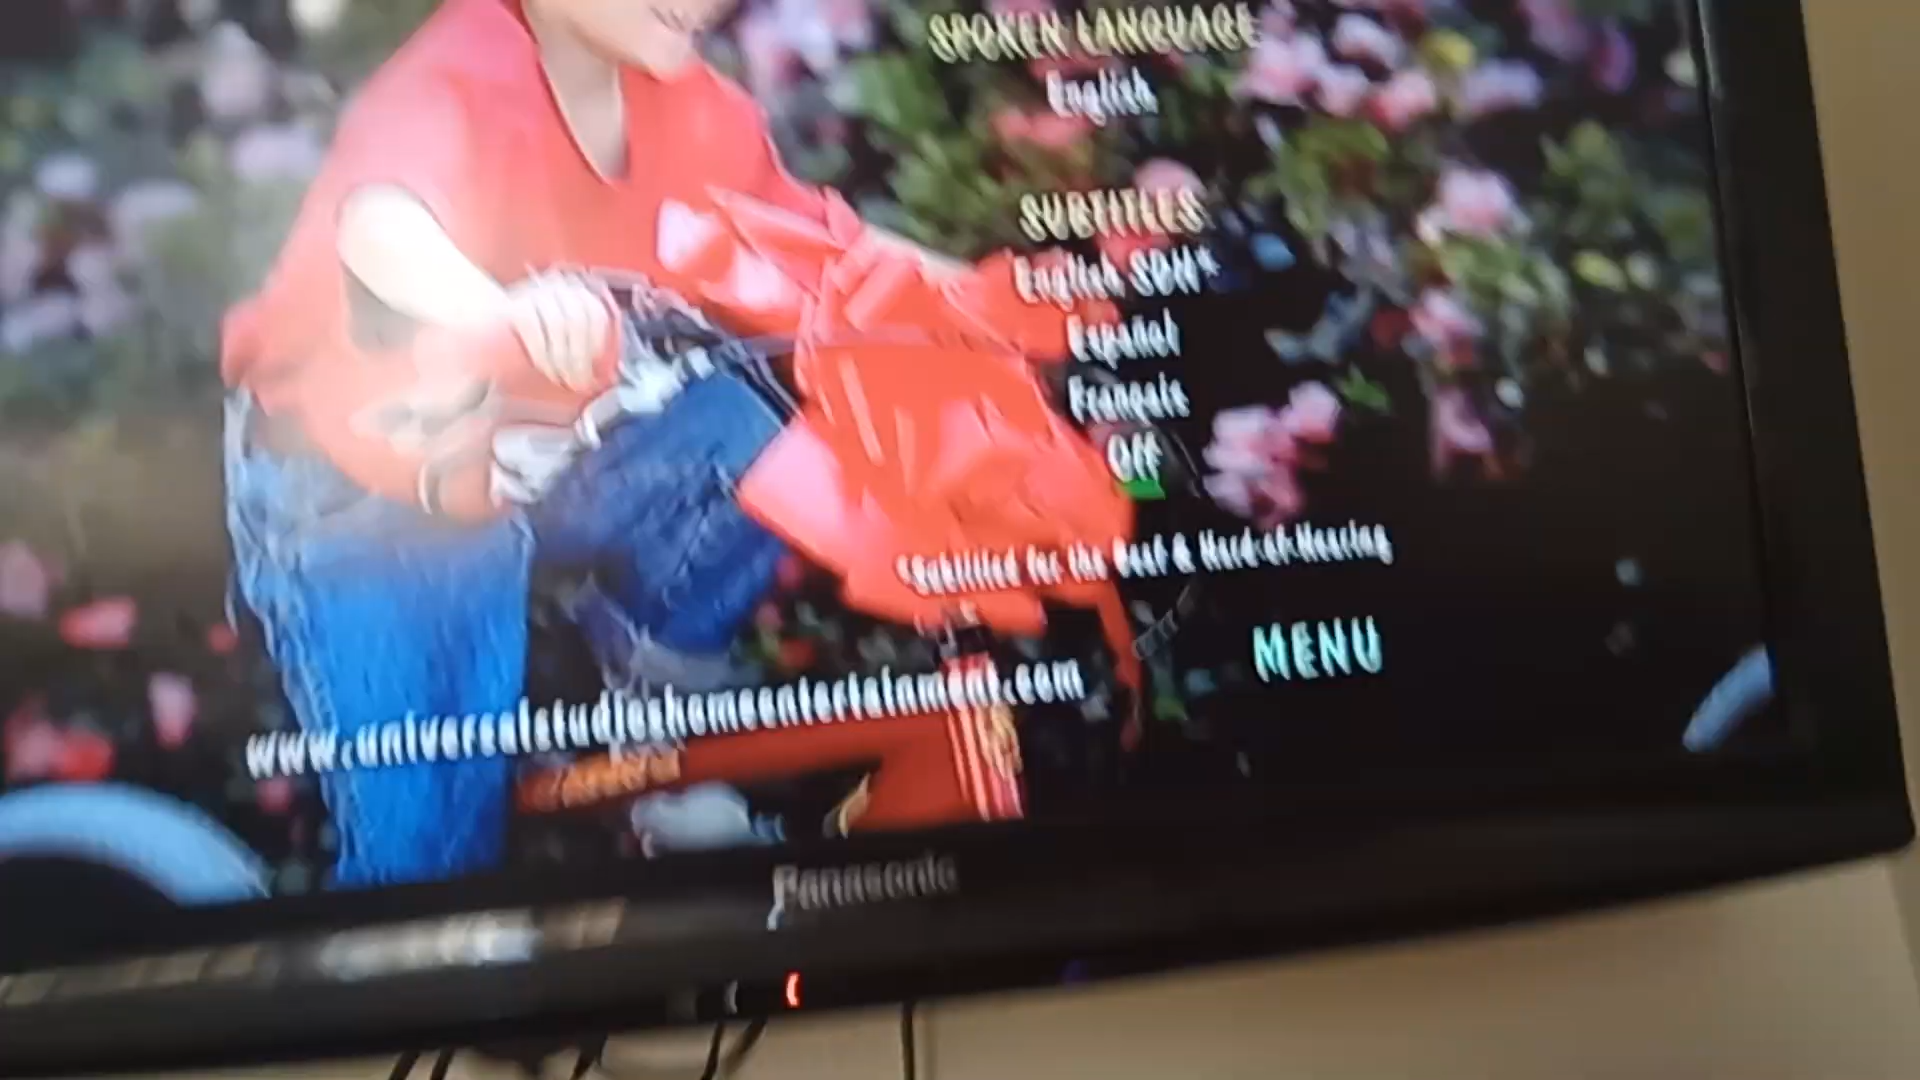 SPOKEN LANGUAGE
English
SUBTITLES
English SDH*
Español
Français
Off
*Subtitled for the Deaf & Hard-of-Hearing
MENU
www.universalstudioshomeentertainment.com
Panasonic